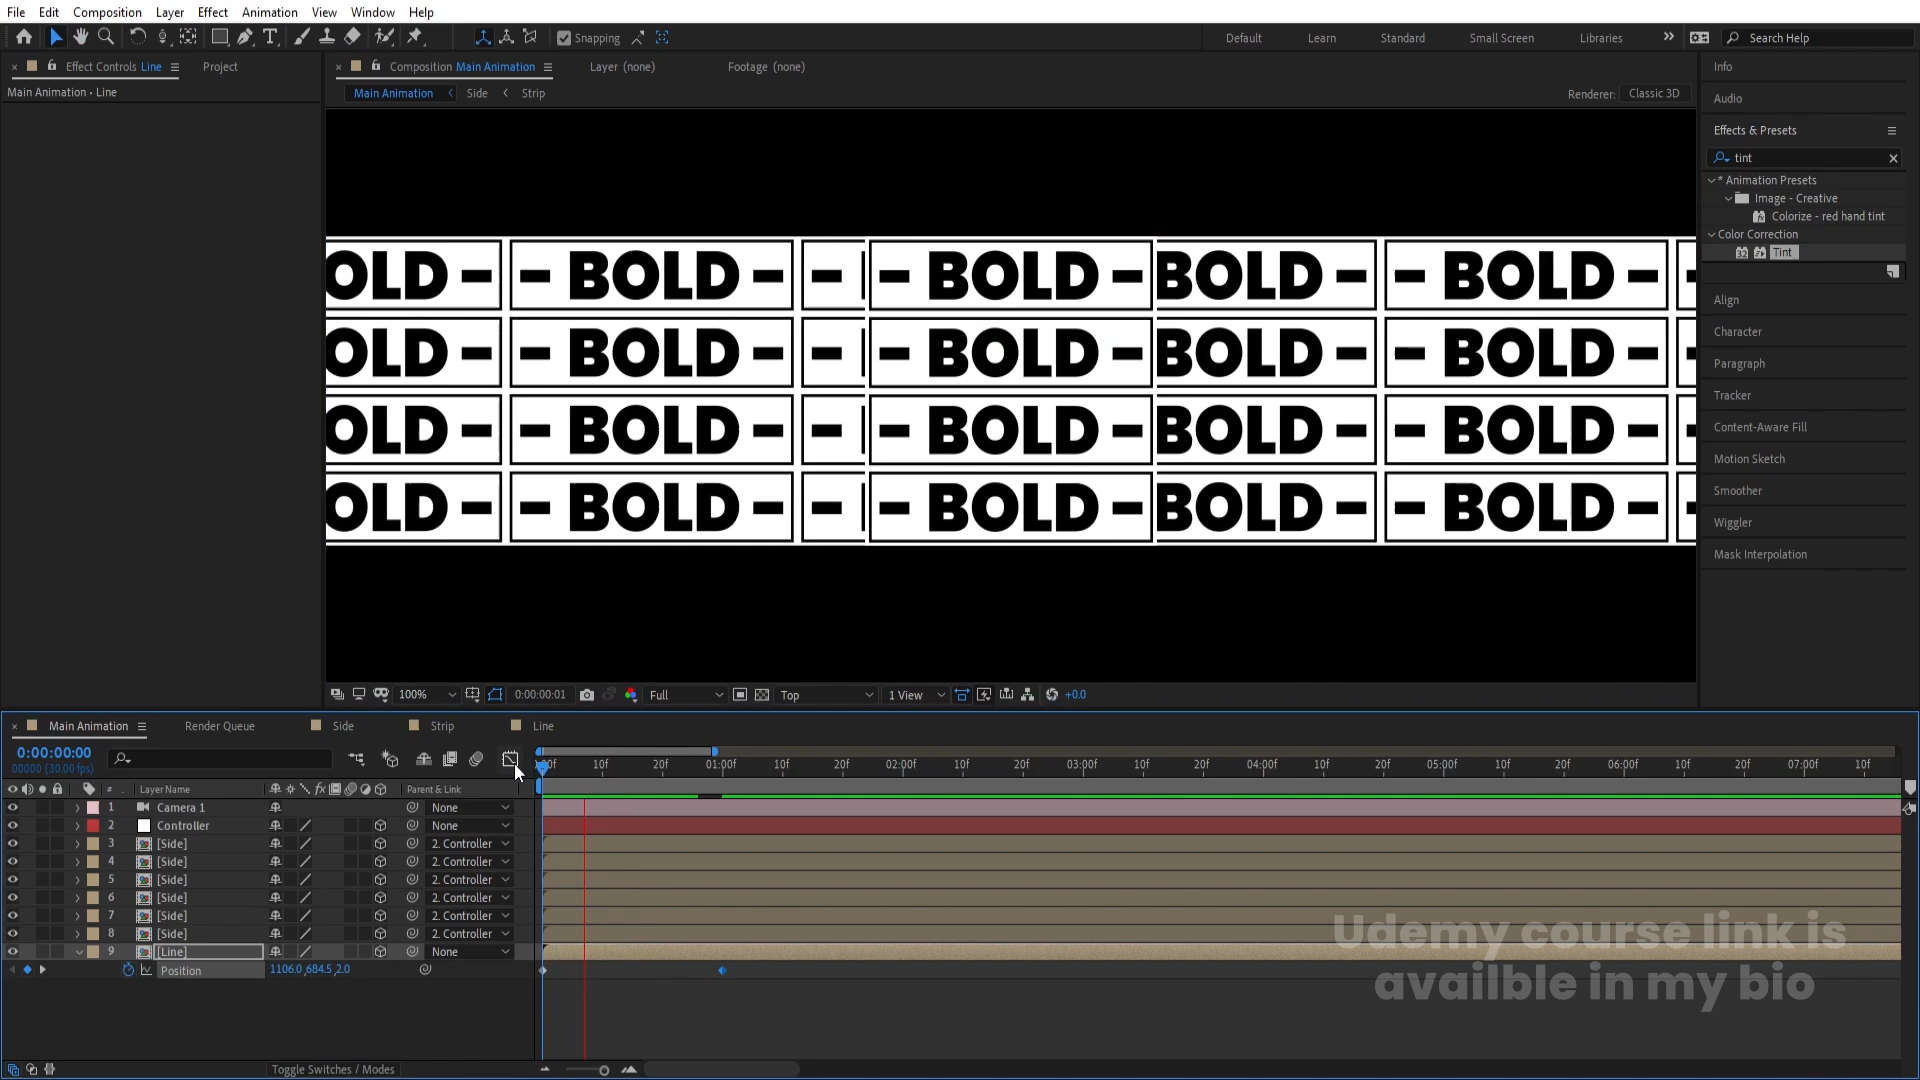 File Edit Composition Layer Effect Animation View Window Help
Snapping Default Learn Standard Small Screen Libraries Search Help
Effect Controls Line Project
Main Animation • Line
Composition Main Animation Layer (none) Footage (none)
Main Animation Side Strip Renderer: Classic 3D
OLD – – BOLD – – – BOLD – BOLD – – BOLD –
OLD – – BOLD – – – BOLD – BOLD – – BOLD –
OLD – – BOLD – – – BOLD – BOLD – – BOLD –
OLD – – BOLD – – – BOLD – BOLD – – BOLD –
Info
Audio
Effects & Presets
tint
* Animation Presets
Image - Creative
Colorize - red hand tint
Color Correction
32 Tint
Align
Character
Paragraph
Tracker
Content-Aware Fill
Motion Sketch
Smoother
Wiggler
Mask Interpolation
100% 0:00:00:01 Full Top 1 View +0.0
Main Animation Render Queue Side Strip Line
0:00:00:00
00000 (30.00 fps)
:00f 10f 20f 01:00f 10f 20f 02:00f 10f 20f 03:00f 10f 20f 04:00f 10f 20f 05:00f 10f 20f 06:00f 10f 20f 07:00f 10f
# Layer Name fx Parent & Link
1 Camera 1 None
2 Controller None
3 [Side] 2. Controller
4 [Side] 2. Controller
5 [Side] 2. Controller
6 [Side] 2. Controller
7 [Side] 2. Controller
8 [Side] 2. Controller
9 [Line] None
Position 1106.0,684.5,2.0
Toggle Switches / Modes
Udemy course link is
availble in my bio